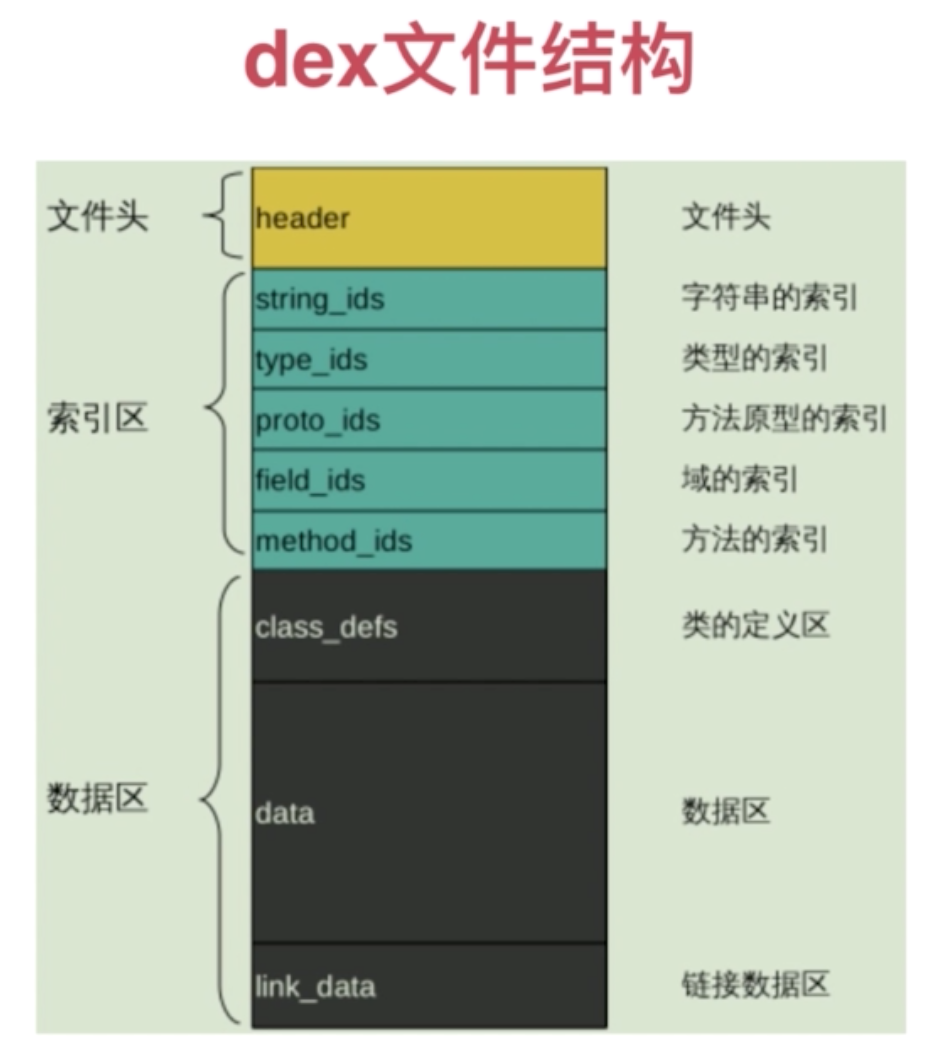 dex文件结构
文件头 header 文件头
string_ids 字符串的索引
type_ids 类型的索引
索引区 proto_ids 方法原型的索引
field_ids 域的索引
method_ids 方法的索引
class_defs 类的定义区
数据区 data 数据区
link_data 链接数据区